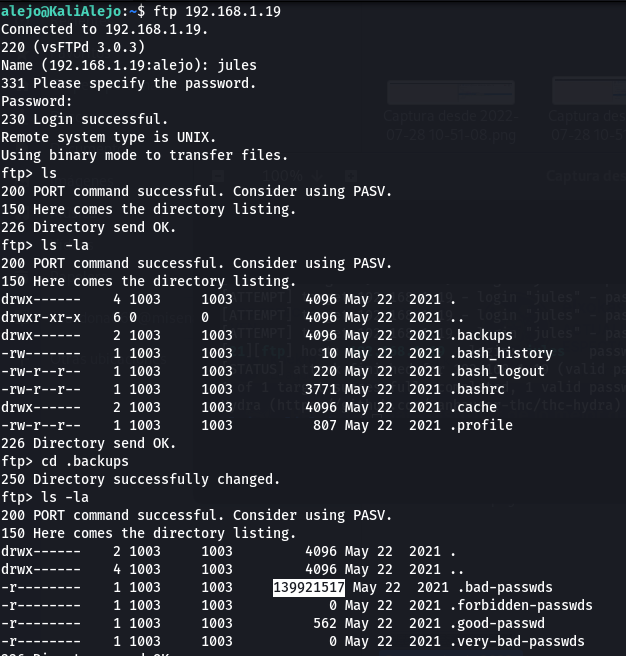 alejo@KaliAlejo:~$ ftp 192.168.1.19
Connected to 192.168.1.19.
220 (vsFTPd 3.0.3)
Name (192.168.1.19:alejo): jules
331 Please specify the password.
Password:
230 Login successful.
Remote system type is UNIX.
Using binary mode to transfer files.
ftp> ls
200 PORT command successful. Consider using PASV.
150 Here comes the directory listing.
226 Directory send OK.
ftp> ls -la
200 PORT command successful. Consider using PASV.
150 Here comes the directory listing.
drwx------    4 1003     1003         4096 May 22  2021 .
drwxr-xr-x    6 0        0            4096 May 22  2021 ..
drwx------    2 1003     1003         4096 May 22  2021 .backups
-rw-------    1 1003     1003           10 May 22  2021 .bash_history
-rw-r--r--    1 1003     1003          220 May 22  2021 .bash_logout
-rw-r--r--    1 1003     1003         3771 May 22  2021 .bashrc
drwx------    2 1003     1003         4096 May 22  2021 .cache
-rw-r--r--    1 1003     1003          807 May 22  2021 .profile
226 Directory send OK.
ftp> cd .backups
250 Directory successfully changed.
ftp> ls -la
200 PORT command successful. Consider using PASV.
150 Here comes the directory listing.
drwx------    2 1003     1003         4096 May 22  2021 .
drwx------    4 1003     1003         4096 May 22  2021 ..
-r--------    1 1003     1003     139921517 May 22  2021 .bad-passwds
-r--------    1 1003     1003            0 May 22  2021 .forbidden-passwds
-r--------    1 1003     1003          562 May 22  2021 .good-passwd
-r--------    1 1003     1003            0 May 22  2021 .very-bad-passwds
Captura desde 2022-
07-28 10-51-08.png